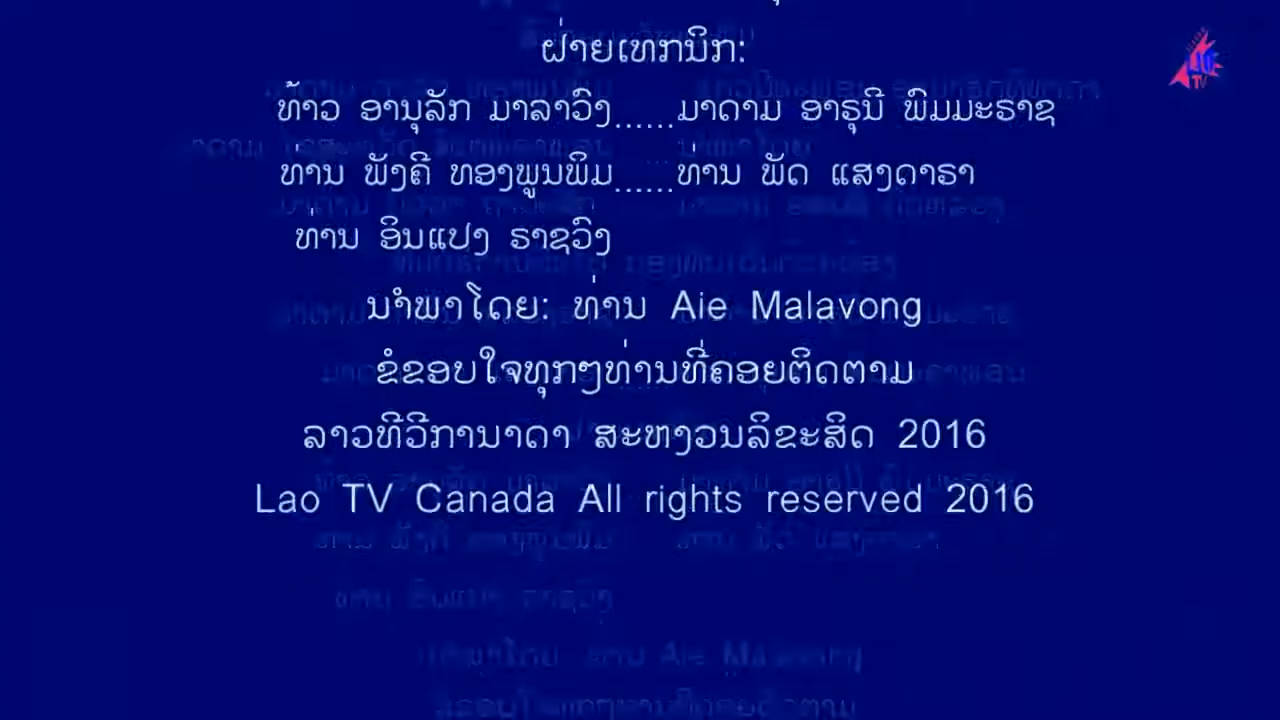 ຝ່າຍເທກນິກ:
ທ້າວ ອານຸລັກ ມາລາວົງ......ມາດາມ ອາຣຸນີ ພົມມະຣາຊ
ທ່ານ ພັງຄີ ທອງພູນພິມ......ທ່ານ ພັດ ແສງດາຣາ
ທ່ານ ອິນແປງ ຣາຊວົງ
ນຳພາໂດຍ: ທ່ານ Aie Malavong
ຂໍຂອບໃຈທຸກໆທ່ານທີ່ຄອຍຕິດຕາມ
ລາວທີວີການາດາ ສະຫງວນລິຂະສິດ 2016
Lao TV Canada All rights reserved 2016